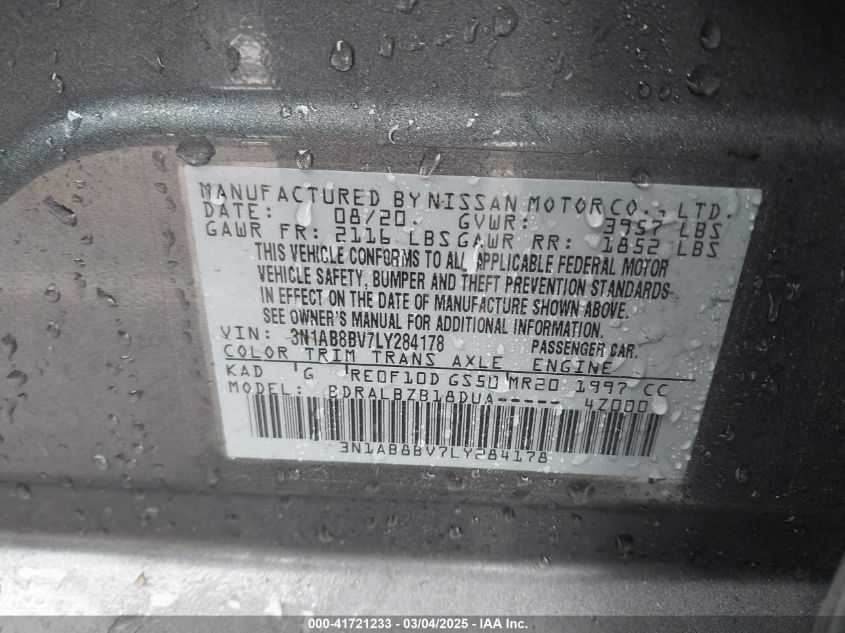 MANUFACTURED BY NISSAN MOTOR CO., LTD.
DATE: 08/20 GVWR: 3957 LBS
GAWR FR: 2116 LBS GAWR RR: 1852 LBS
THIS VEHICLE CONFORMS TO ALL APPLICABLE FEDERAL MOTOR
VEHICLE SAFETY, BUMPER AND THEFT PREVENTION STANDARDS
IN EFFECT ON THE DATE OF MANUFACTURE SHOWN ABOVE.
SEE OWNER'S MANUAL FOR ADDITIONAL INFORMATION.
VIN: 3N1AB8BV7LY284178 PASSENGER CAR.
COLOR TRIM TRANS AXLE ENGINE
KAD G RE0F10D GS50 MR20 1997 CC
MODEL: BDRALBZB18DUA----- 4Z000
3N1AB8BV7LY284178
000-41721233 - 03/04/2025 - IAA Inc.